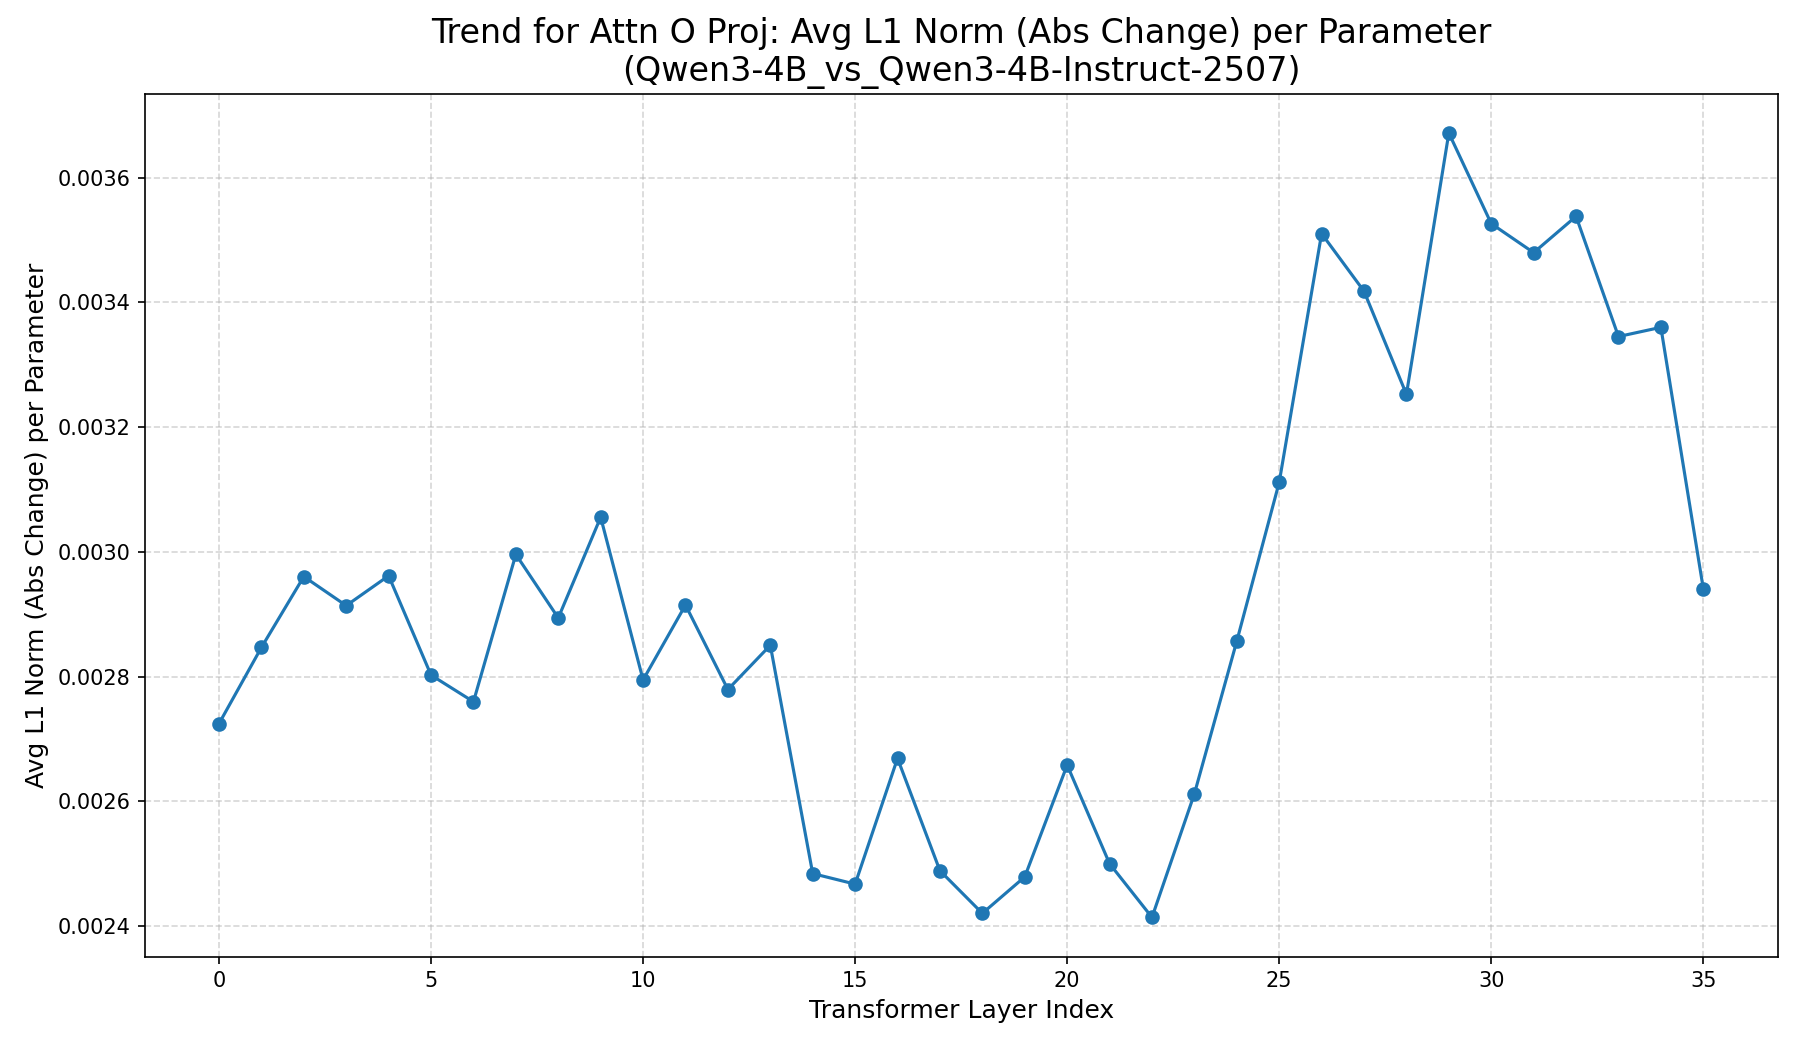 Trend for Attn O Proj: Avg L1 Norm (Abs Change) per Parameter
(Qwen3-4B_vs_Qwen3-4B-Instruct-2507)
Avg L1 Norm (Abs Change) per Parameter
0.0036
0.0034
0.0032
0.0030
0.0028
0.0026
0.0024
0 5 10 15 20 25 30 35
Transformer Layer Index